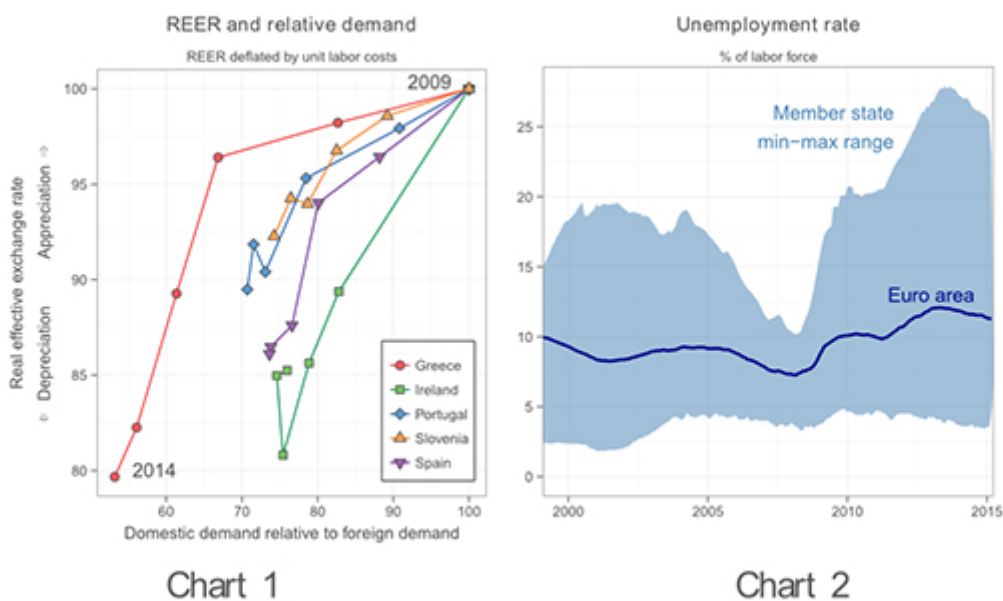 REER and relative demand
REER deflated by unit labor costs
2009
100
95
90
85
80
Real effective exchange rate
← Depreciation
Appreciation →
Greece
Ireland
Portugal
Slovenia
Spain
2014
60
70
80
90
100
Domestic demand relative to foreign demand
Chart 1
Unemployment rate
% of labor force
Member state
min−max range
Euro area
25
20
15
10
5
0
2000
2005
2010
2015
Chart 2